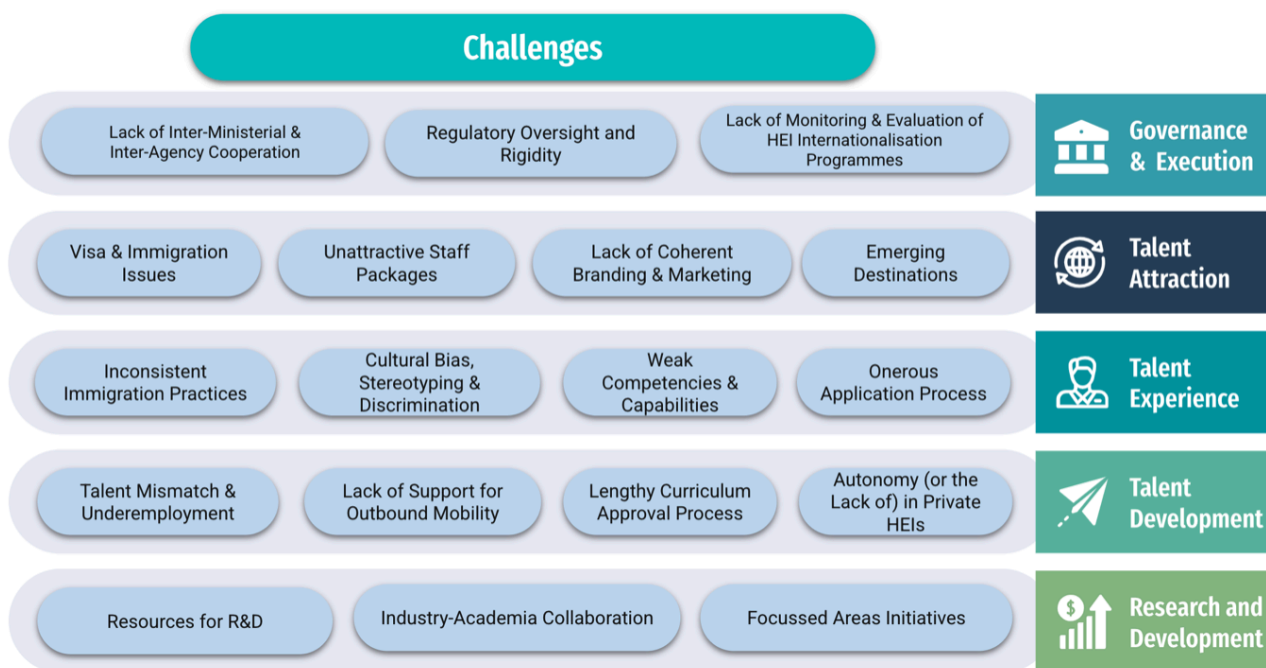 Challenges
Lack of Inter-Ministerial &
Inter-Agency Cooperation
Regulatory Oversight and
Rigidity
Lack of Monitoring & Evaluation of
HEI Internationalisation
Programmes
Governance
& Execution
Visa & Immigration
Issues
Unattractive Staff
Packages
Lack of Coherent
Branding & Marketing
Emerging
Destinations
Talent
Attraction
Inconsistent
Immigration Practices
Cultural Bias,
Stereotyping &
Discrimination
Weak
Competencies &
Capabilities
Onerous
Application Process
Talent
Experience
Talent Mismatch &
Underemployment
Lack of Support for
Outbound Mobility
Lengthy Curriculum
Approval Process
Autonomy (or the
Lack of) in Private
HEIs
Talent
Development
Resources for R&D
Industry-Academia Collaboration
Focussed Areas Initiatives
$
Research and
Development